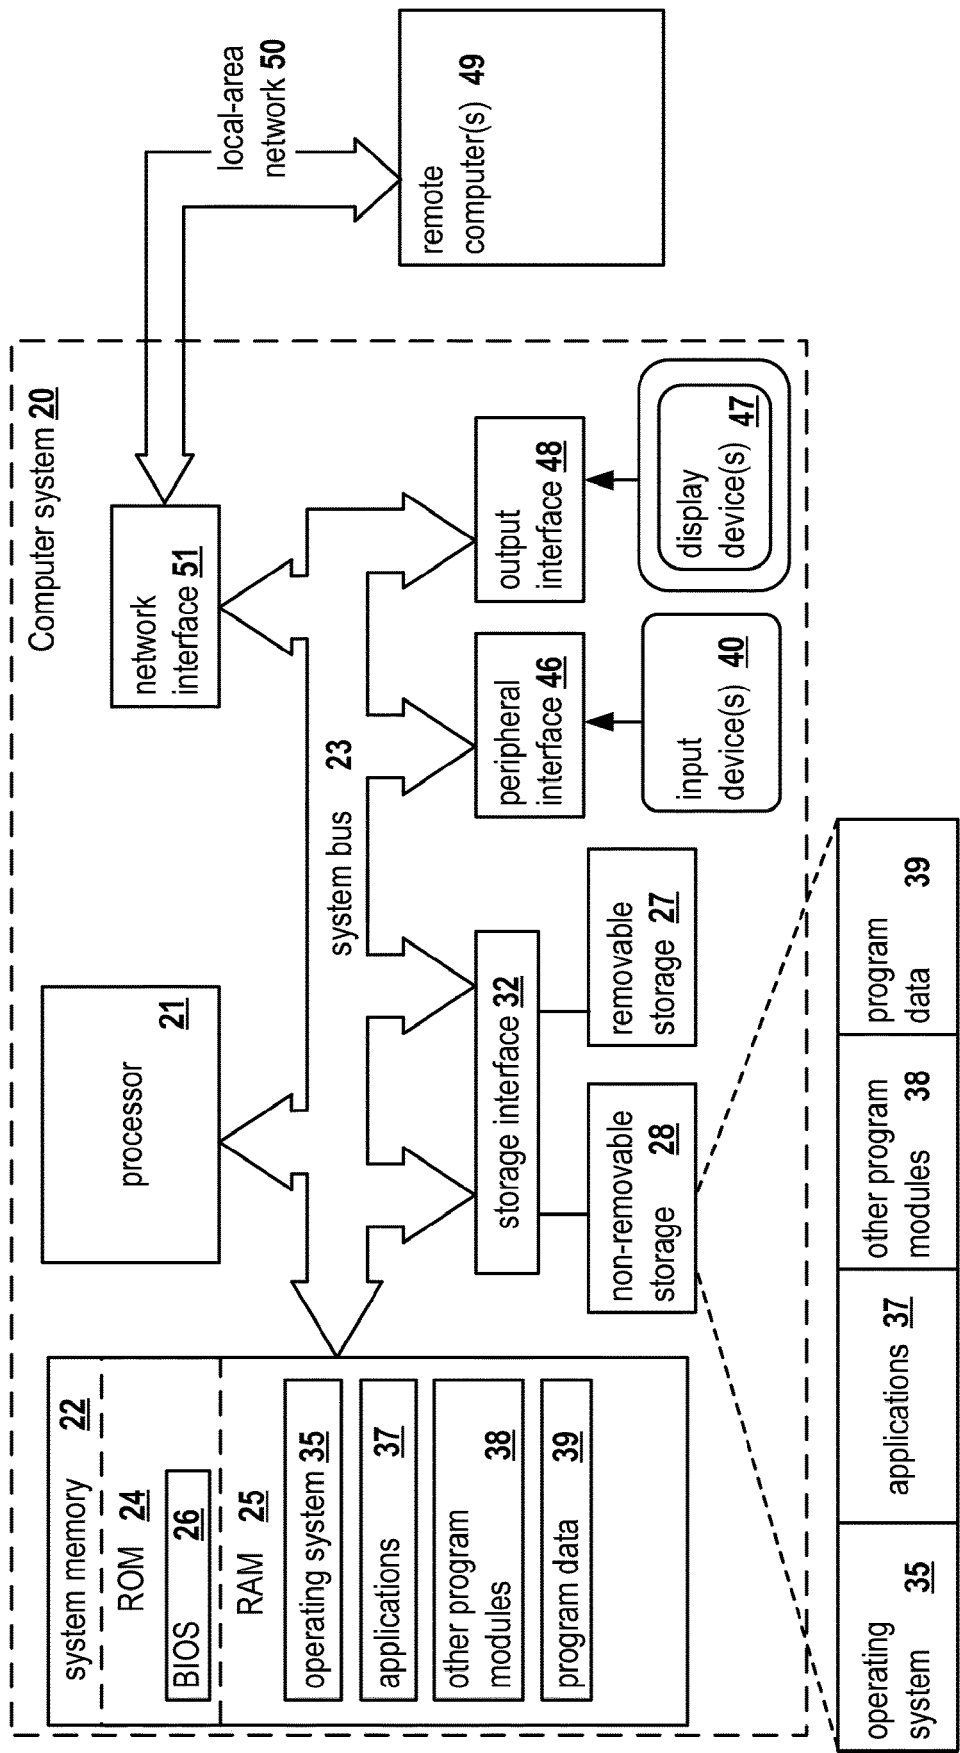 Computer system 20
system memory 22
ROM 24
BIOS 26
RAM 25
operating system 35
applications 37
other program
modules 38
program data 39
processor 21
network
interface 51
local-area
network 50
system bus 23
storage interface 32
non-removable
storage 28
removable
storage 27
peripheral
interface 46
output
interface 48
remote
computer(s) 49
input
device(s) 40
display
device(s) 47
operating
system 35
applications 37
other program
modules 38
program
data 39